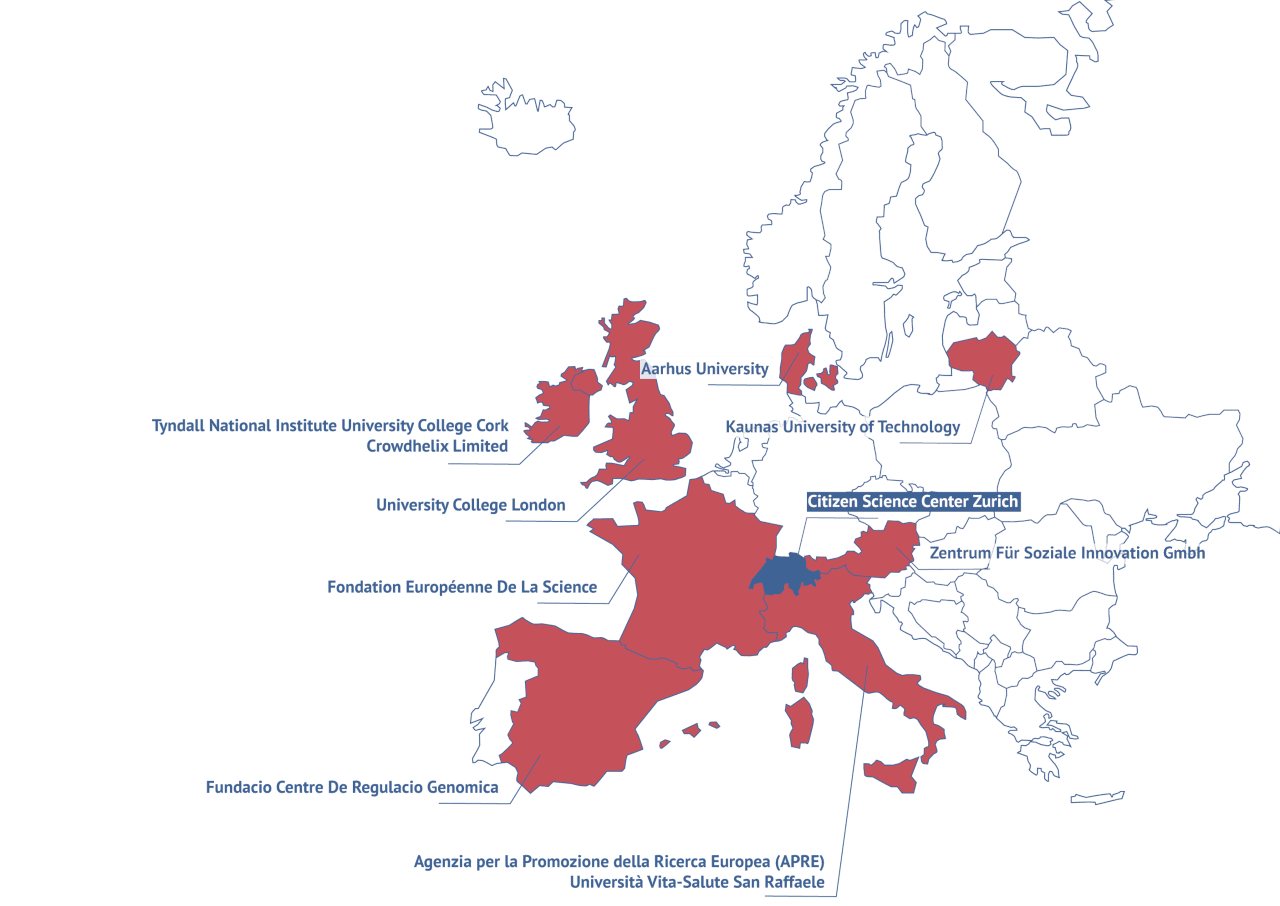 Aarhus University
Tyndall National Institute University College Cork
Crowdhelix Limited
Kaunas University of Technology
University College London
Citizen Science Center Zurich
Zentrum Für Soziale Innovation Gmbh
Fondation Européenne De La Science
Fundacio Centre De Regulacio Genomica
Agenzia per la Promozione della Ricerca Europea (APRE)
Università Vita-Salute San Raffaele